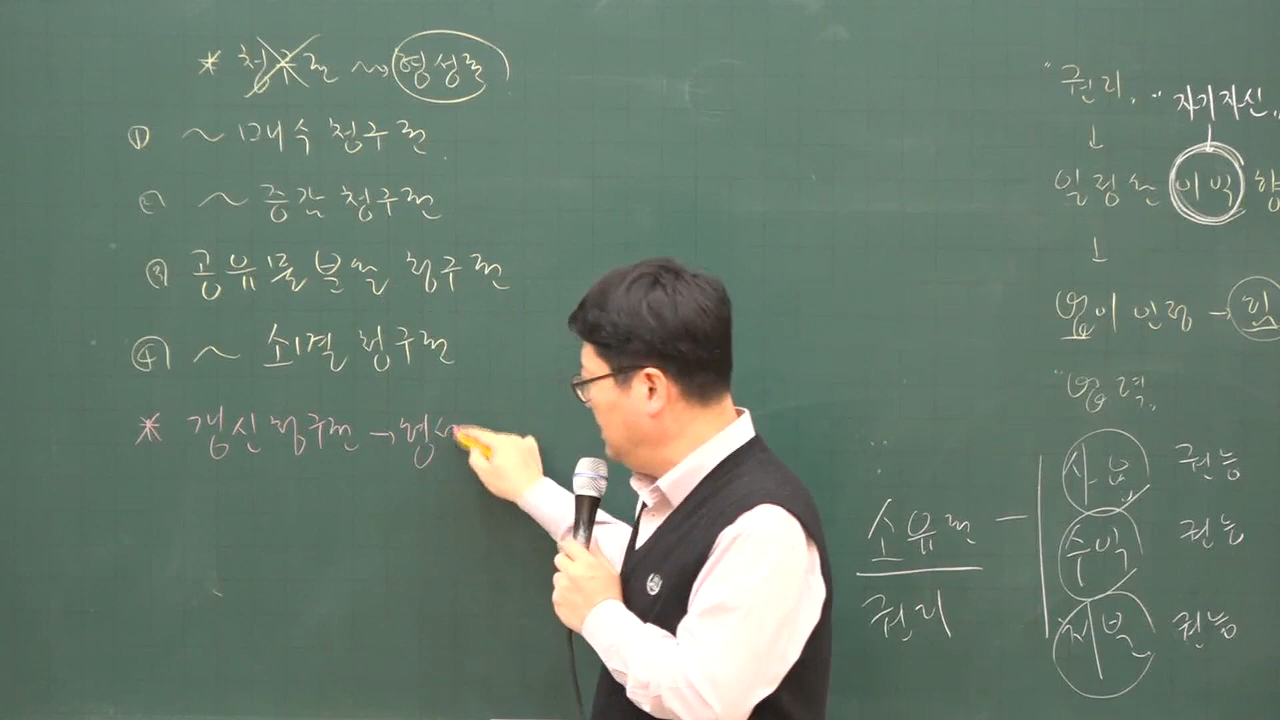 * 청구권 → 형성권
① ~ 매수 청구권
② ~ 증감 청구권
③ 공유물 분할 청구권
④ ~ 소멸 청구권
* 갱신청구권 → 형성
"권리" 자기자신
↓
일정한 이익 향
↓
법이 인정 → 힘
"법력"
소유권 — 사용 권능
수익 권능
처분 권능
권리